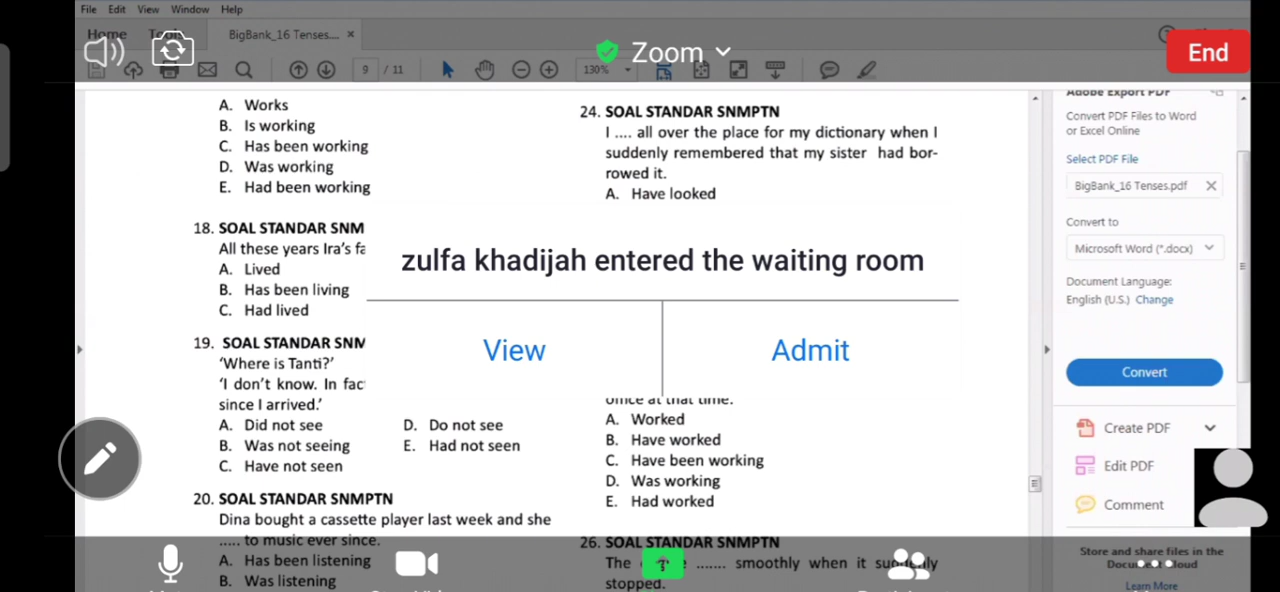 File Edit View Window Help
Home Tools BigBank_16 Tenses.... ×
Zoom
End
9 / 11
130%
A. Works
B. Is working
C. Has been working
D. Was working
E. Had been working
18. SOAL STANDAR SNM
All these years Ira's fa
A. Lived
B. Has been living
C. Had lived
19. SOAL STANDAR SNM
'Where is Tanti?'
'I don't know. In fac
since I arrived.'
A. Did not see
B. Was not seeing
C. Have not seen
D. Do not see
E. Had not seen
20. SOAL STANDAR SNMPTN
Dina bought a cassette player last week and she
..... to music ever since.
A. Has been listening
B. Was listening
24. SOAL STANDAR SNMPTN
I .... all over the place for my dictionary when I
suddenly remembered that my sister had bor-
rowed it.
A. Have looked
zulfa khadijah entered the waiting room
View
Admit
office at that time.
A. Worked
B. Have worked
C. Have been working
D. Was working
E. Had worked
26. SOAL STANDAR SNMPTN
The ....... smoothly when it suddenly
stopped.
Adobe Export PDF
Convert PDF Files to Word
or Excel Online
Select PDF File
BigBank_16 Tenses.pdf ×
Convert to
Microsoft Word (*.docx)
Document Language:
English (U.S.) Change
Convert
Create PDF
Edit PDF
Comment
Store and share files in the
Document Cloud
Learn More